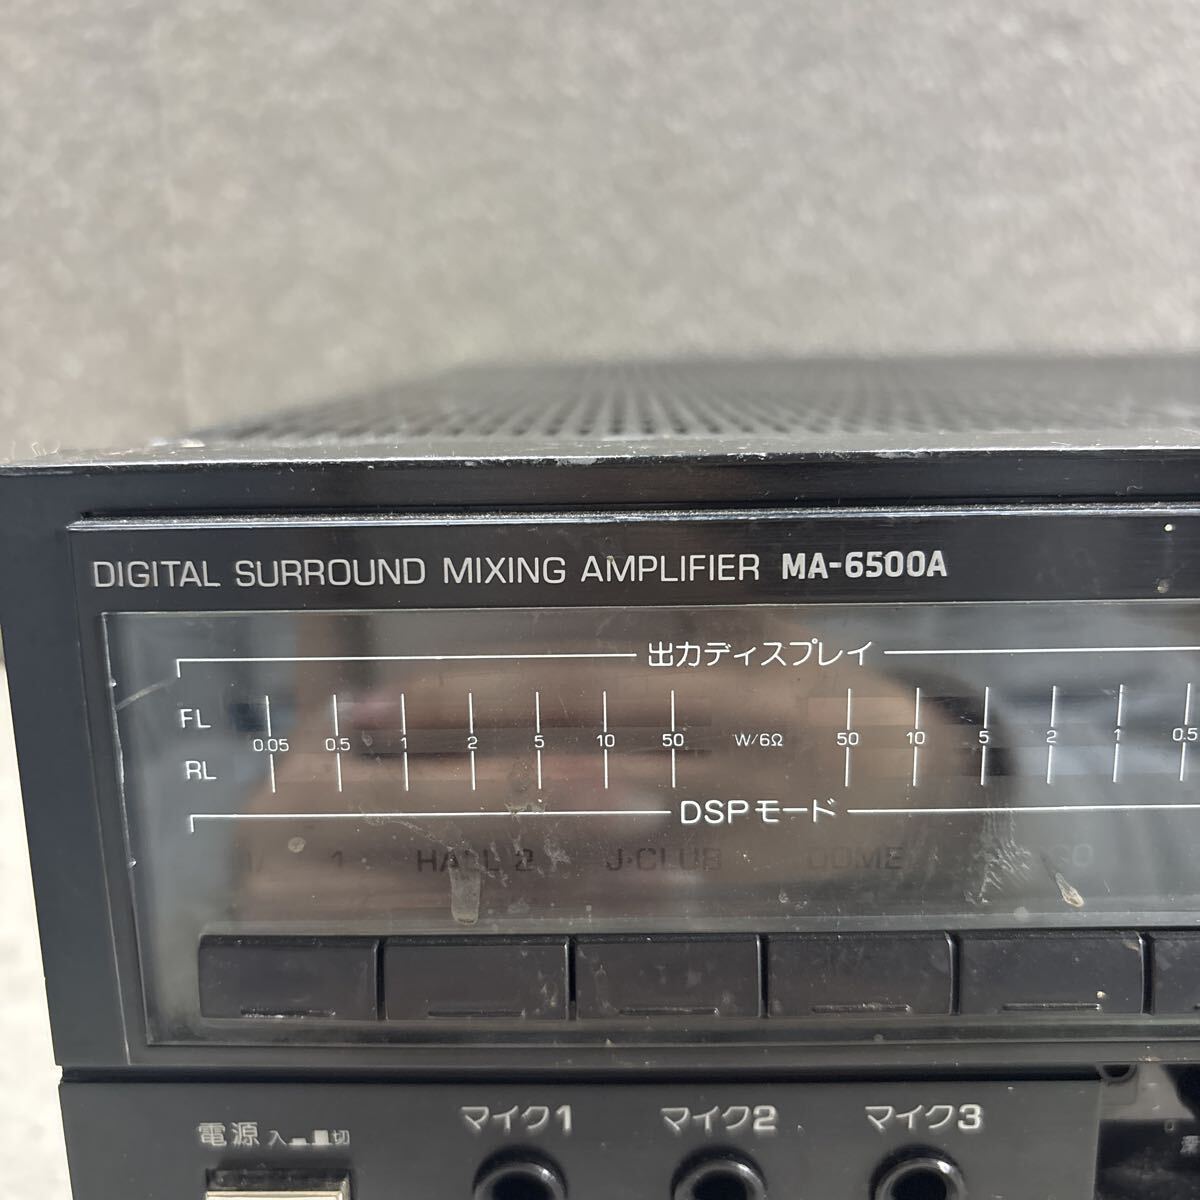 DIGITAL SURROUND MIXING AMPLIFIER MA-6500A
出力ディスプレイ
FL
0.05 0.5 1 2 5 10 50 W/6Ω 50 10 5 2 1 0.5
RL
DSPモード
1 HALL 2 J・CLUB DOME
電源 入 切 マイク1 マイク2 マイク3